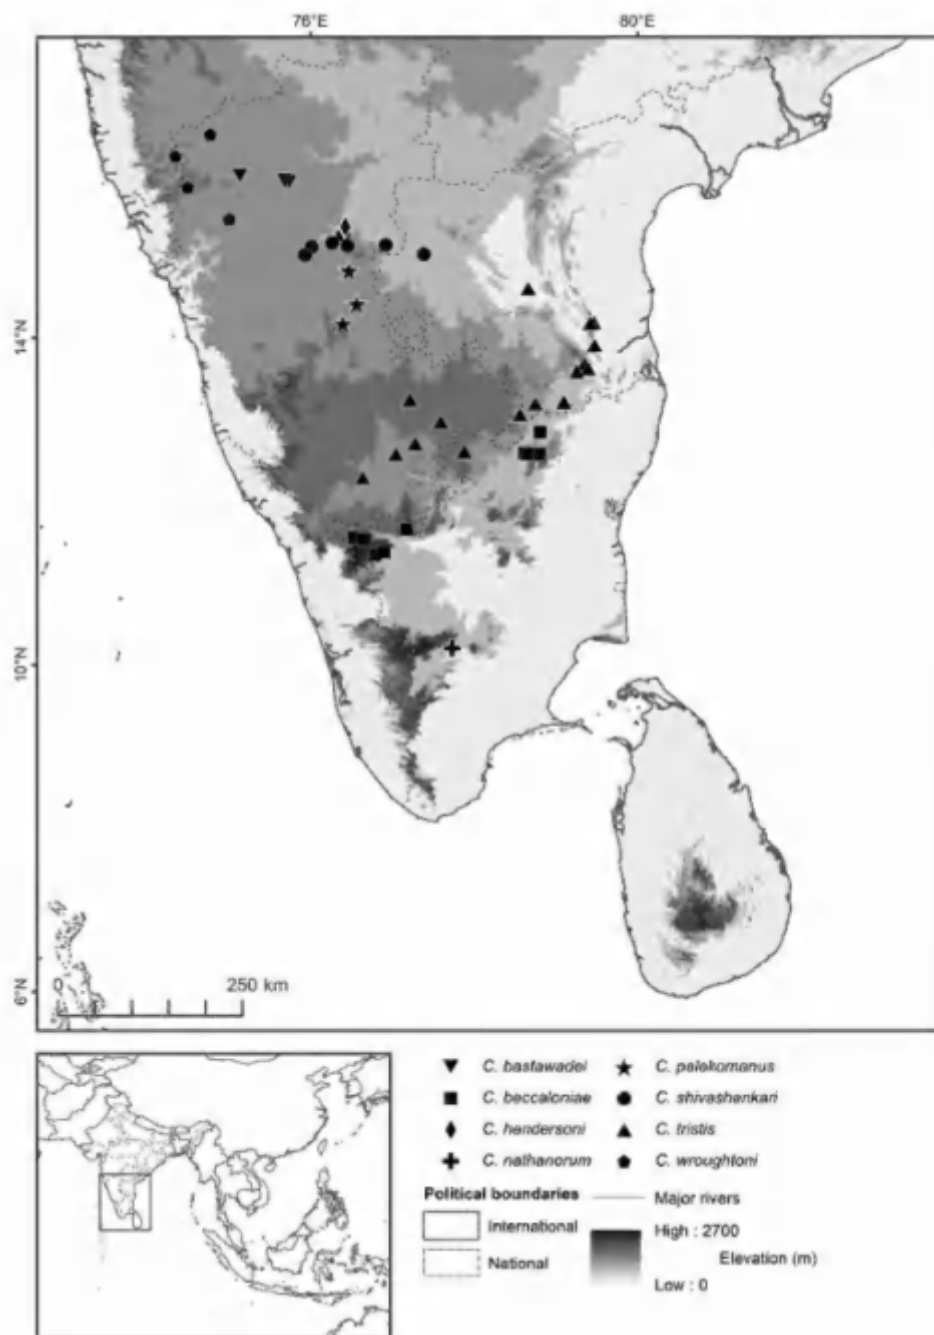 76°E 80°E
14°N
10°N
6°N
0 250 km
C. bastawadei C. pelekomanus
C. beccaloniae C. shivashankari
C. hendersoni C. tristis
C. nathanorum C. wroughtoni
Political boundaries Major rivers
International High : 2700
Elevation (m)
National Low : 0